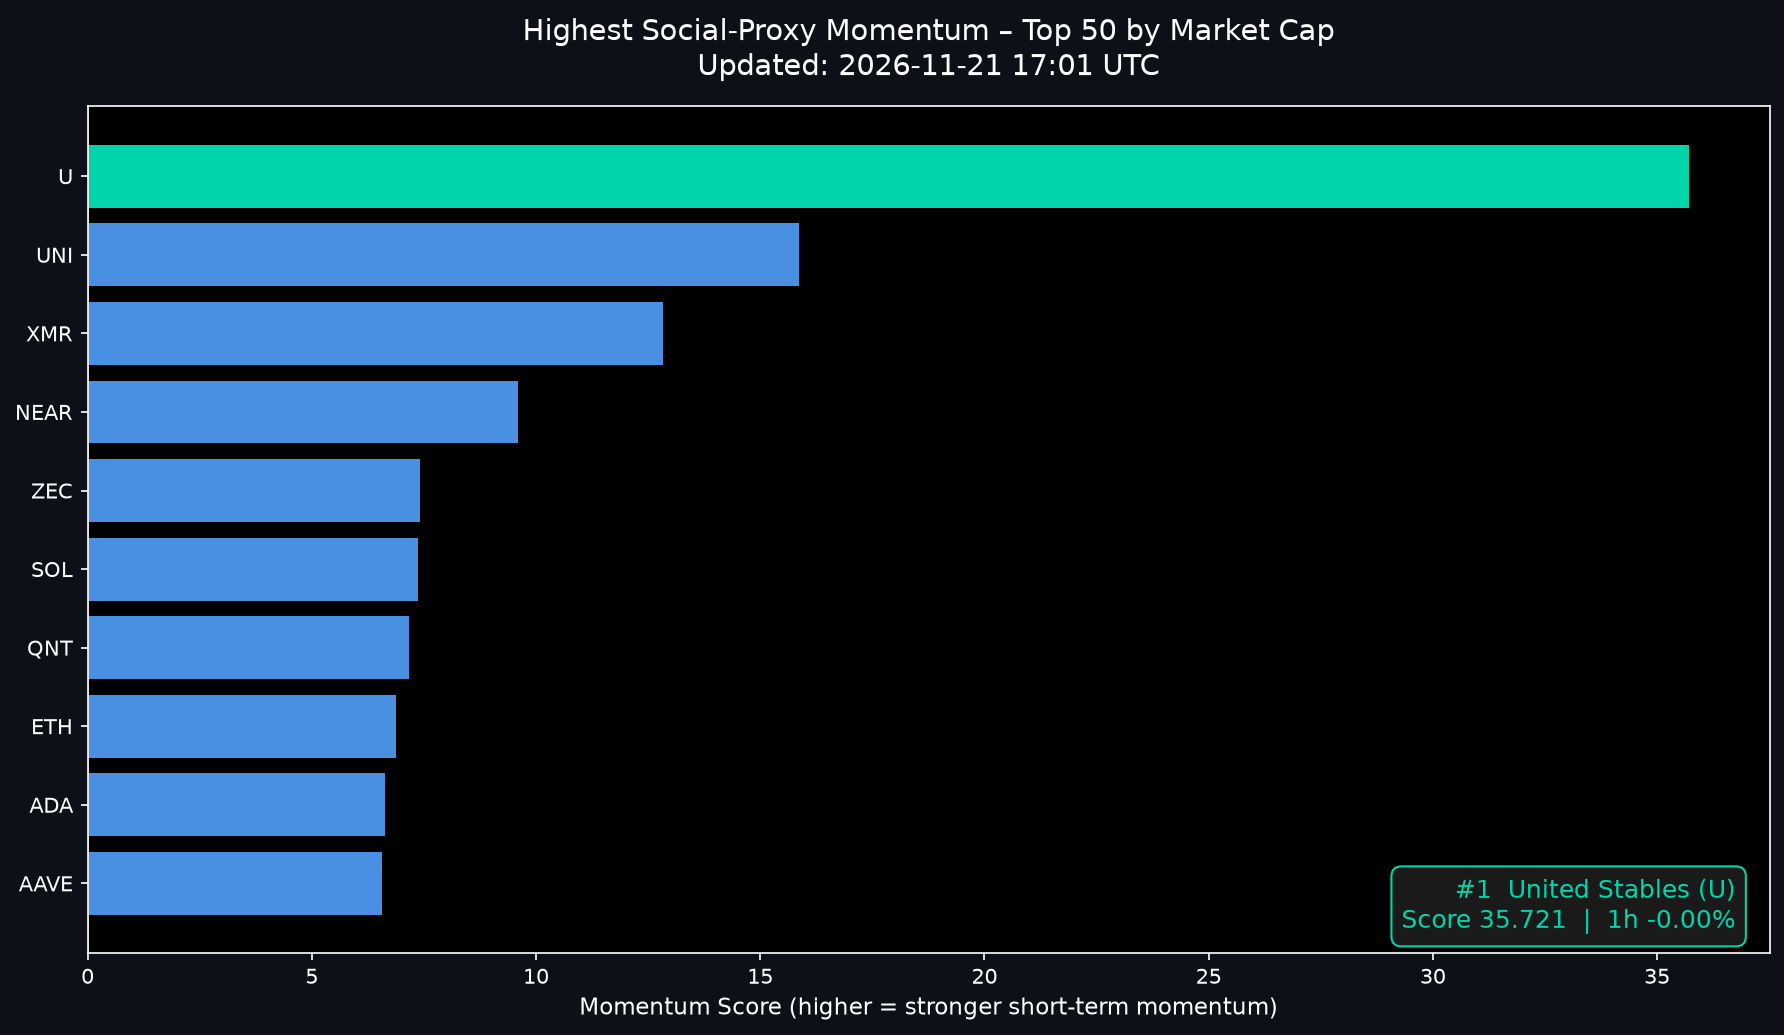 Highest Social-Proxy Momentum – Top 50 by Market Cap
Updated: 2026-11-21 17:01 UTC
U
UNI
XMR
NEAR
ZEC
SOL
QNT
ETH
ADA
AAVE
#1  United Stables (U)
Score 35.721  |  1h -0.00%
0 5 10 15 20 25 30 35
Momentum Score (higher = stronger short-term momentum)